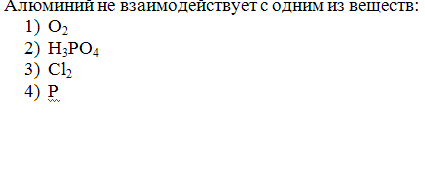 Алюминий не взаимодействует с одним из веществ:
1) O₂
2) H₃PO₄
3) Cl₂
4) P